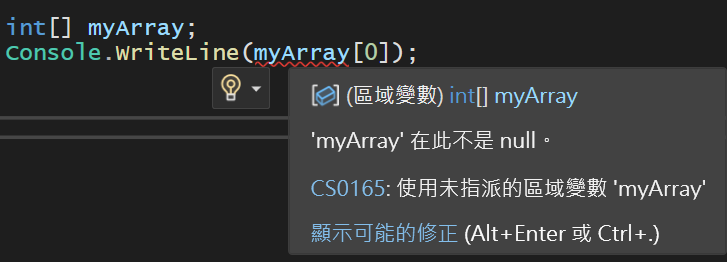 int[] myArray;
Console.WriteLine(myArray[0]);
(區域變數) int[] myArray
'myArray' 在此不是 null。
CS0165: 使用未指派的區域變數 'myArray'
顯示可能的修正 (Alt+Enter 或 Ctrl+.)